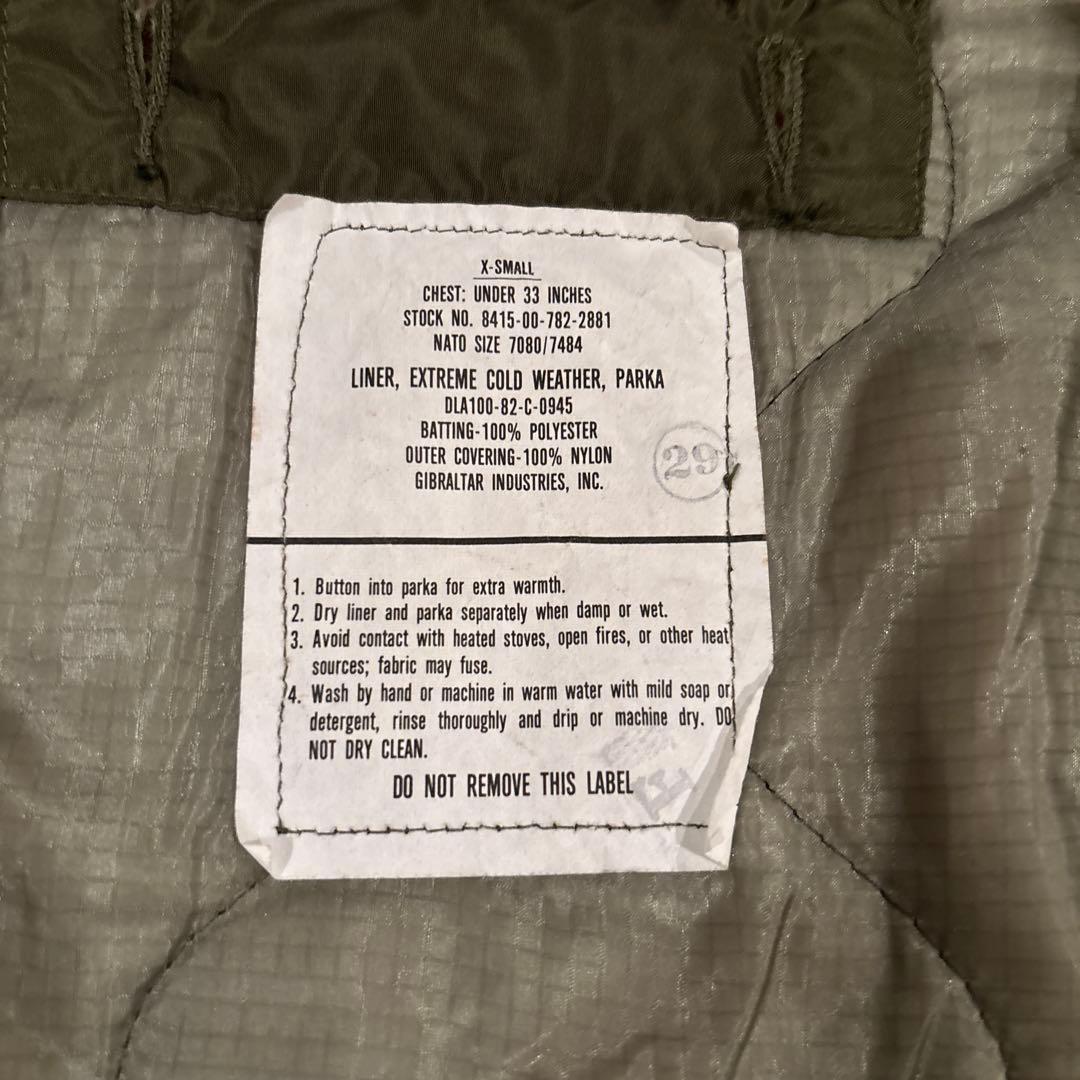 X-SMALL
CHEST: UNDER 33 INCHES
STOCK NO. 8415-00-782-2881
NATO SIZE 7080/7484
LINER, EXTREME COLD WEATHER, PARKA
DLA100-82-C-0945
BATTING-100% POLYESTER
OUTER COVERING-100% NYLON
GIBRALTAR INDUSTRIES, INC.
29
1. Button into parka for extra warmth.
2. Dry liner and parka separately when damp or wet.
3. Avoid contact with heated stoves, open fires, or other heat
sources; fabric may fuse.
4. Wash by hand or machine in warm water with mild soap or
detergent, rinse thoroughly and drip or machine dry. DO
NOT DRY CLEAN.
DO NOT REMOVE THIS LABEL